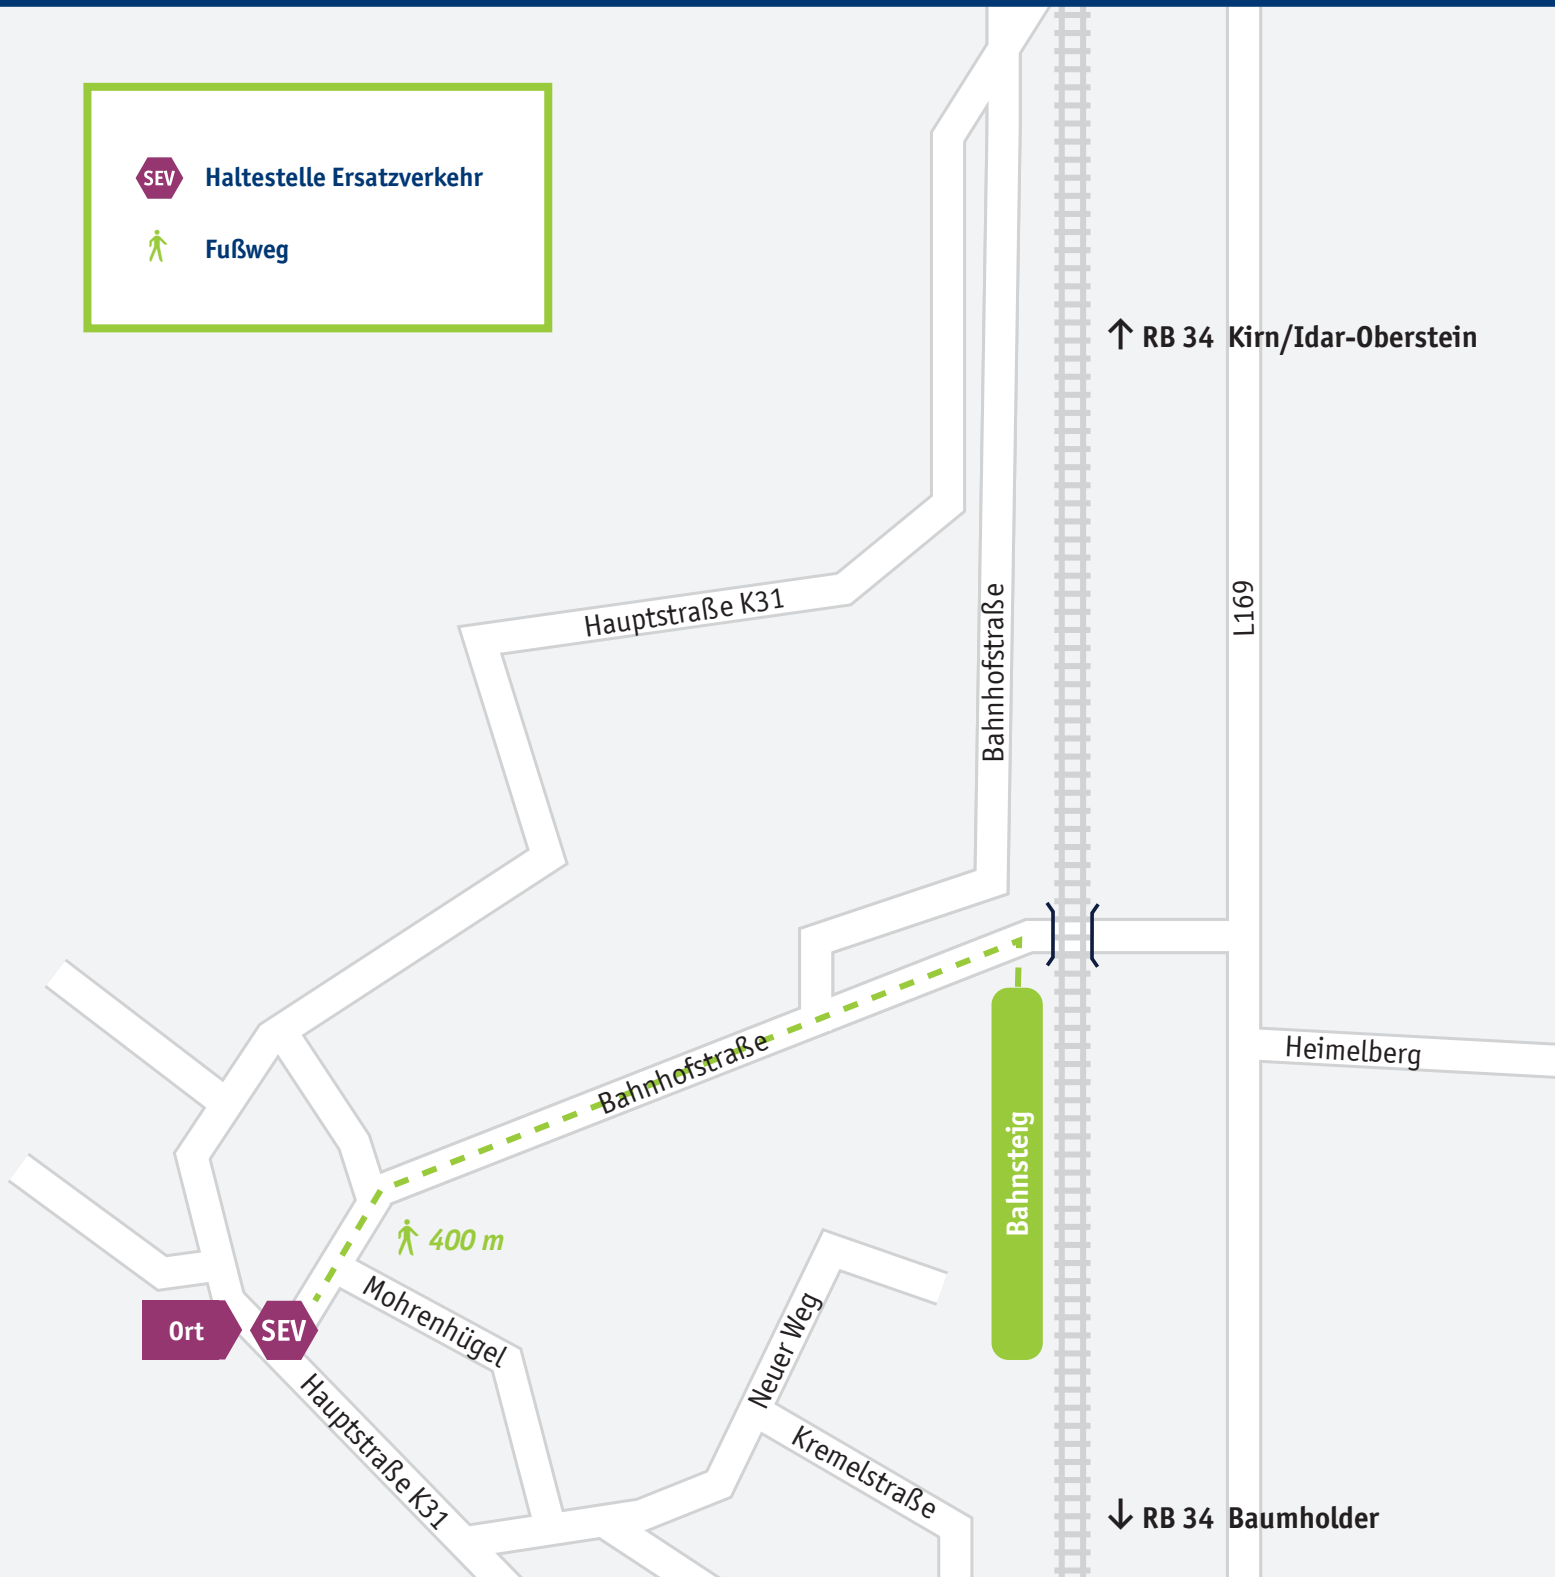 SEV Haltestelle Ersatzverkehr
Fußweg
↑ RB 34 Kirn/Idar-Oberstein
Hauptstraße K31
Bahnhofstraße
L169
Bahnhofstraße
Heimelberg
Bahnsteig
400 m
Mohrenhügel
Ort
SEV
Neuer Weg
Hauptstraße K31
Kremelstraße
↓ RB 34 Baumholder